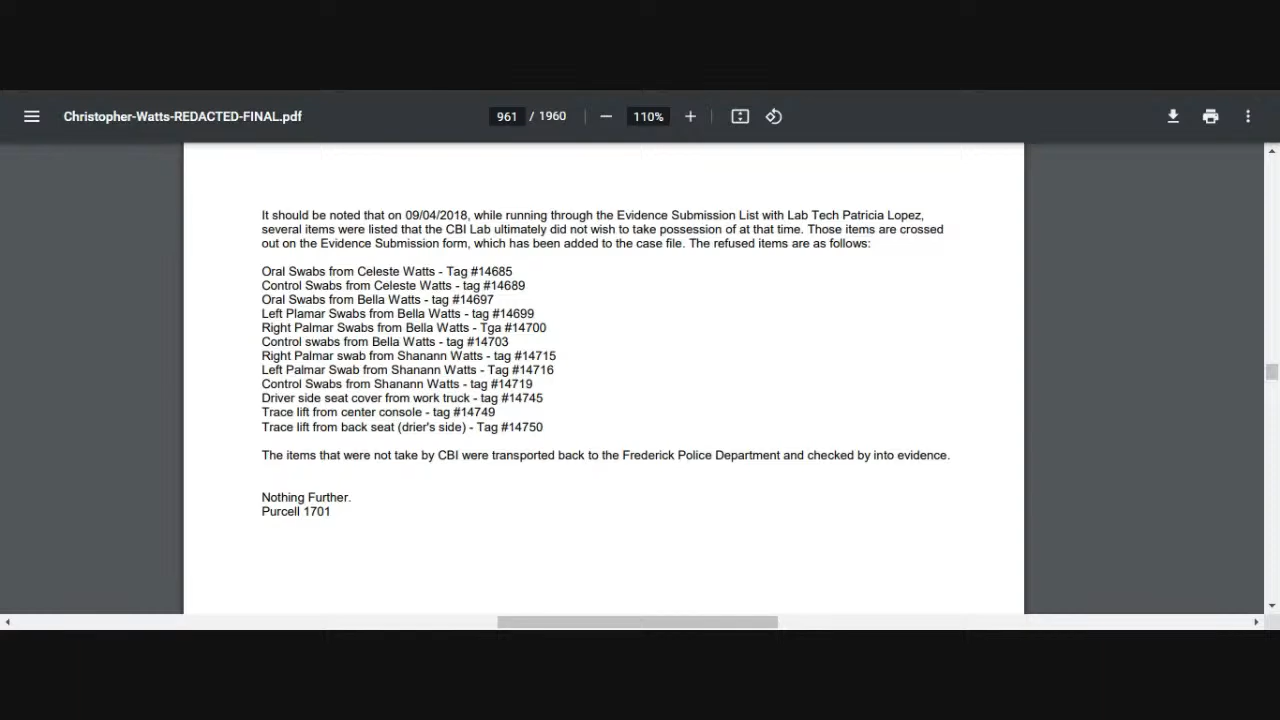 Christopher-Watts-REDACTED-FINAL.pdf 961 / 1960 110%
It should be noted that on 09/04/2018, while running through the Evidence Submission List with Lab Tech Patricia Lopez,
several items were listed that the CBI Lab ultimately did not wish to take possession of at that time. Those items are crossed
out on the Evidence Submission form, which has been added to the case file. The refused items are as follows:
Oral Swabs from Celeste Watts - Tag #14685
Control Swabs from Celeste Watts - tag #14689
Oral Swabs from Bella Watts - tag #14697
Left Plamar Swabs from Bella Watts - tag #14699
Right Palmar Swabs from Bella Watts - Tga #14700
Control swabs from Bella Watts - tag #14703
Right Palmar swab from Shanann Watts - tag #14715
Left Palmar Swab from Shanann Watts - Tag #14716
Control Swabs from Shanann Watts - tag #14719
Driver side seat cover from work truck - tag #14745
Trace lift from center console - tag #14749
Trace lift from back seat (drier's side) - Tag #14750
The items that were not take by CBI were transported back to the Frederick Police Department and checked by into evidence.
Nothing Further.
Purcell 1701